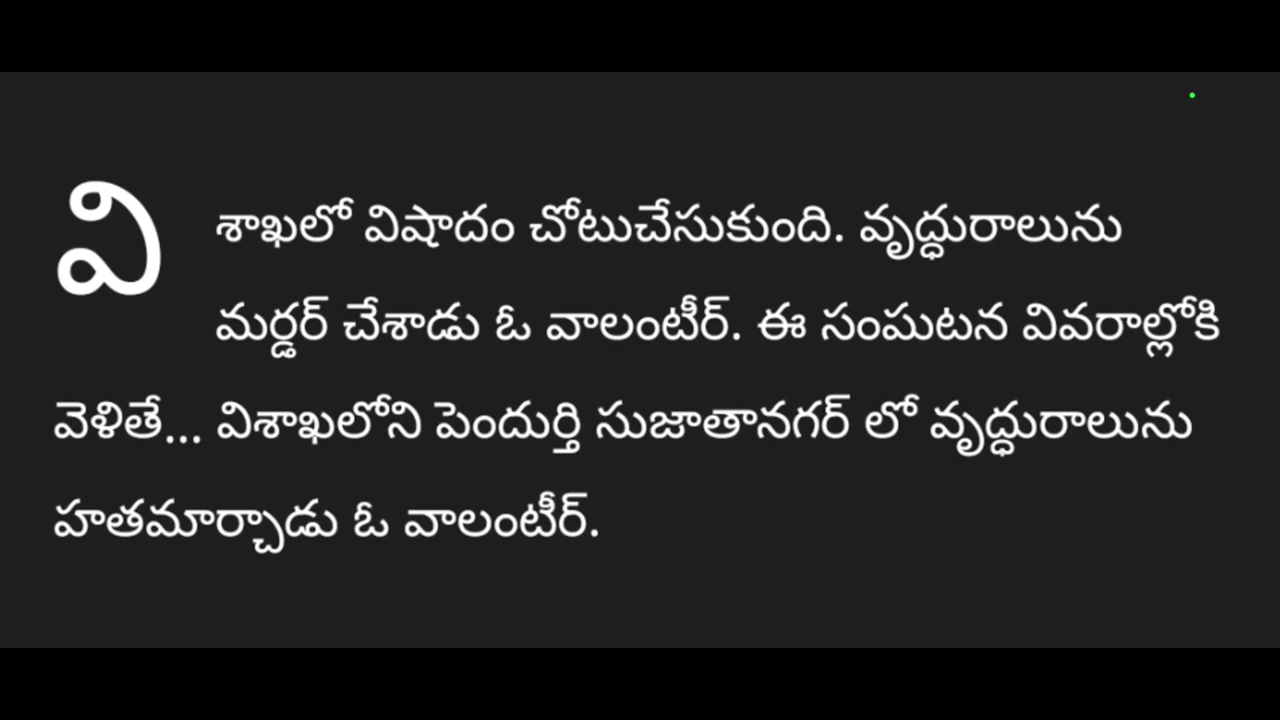 విశాఖలో విషాదం చోటుచేసుకుంది. వృద్ధురాలును
మర్డర్ చేశాడు ఓ వాలంటీర్. ఈ సంఘటన వివరాల్లోకి
వెళితే... విశాఖలోని పెందుర్తి సుజాతానగర్ లో వృద్ధురాలును
హతమార్చాడు ఓ వాలంటీర్.